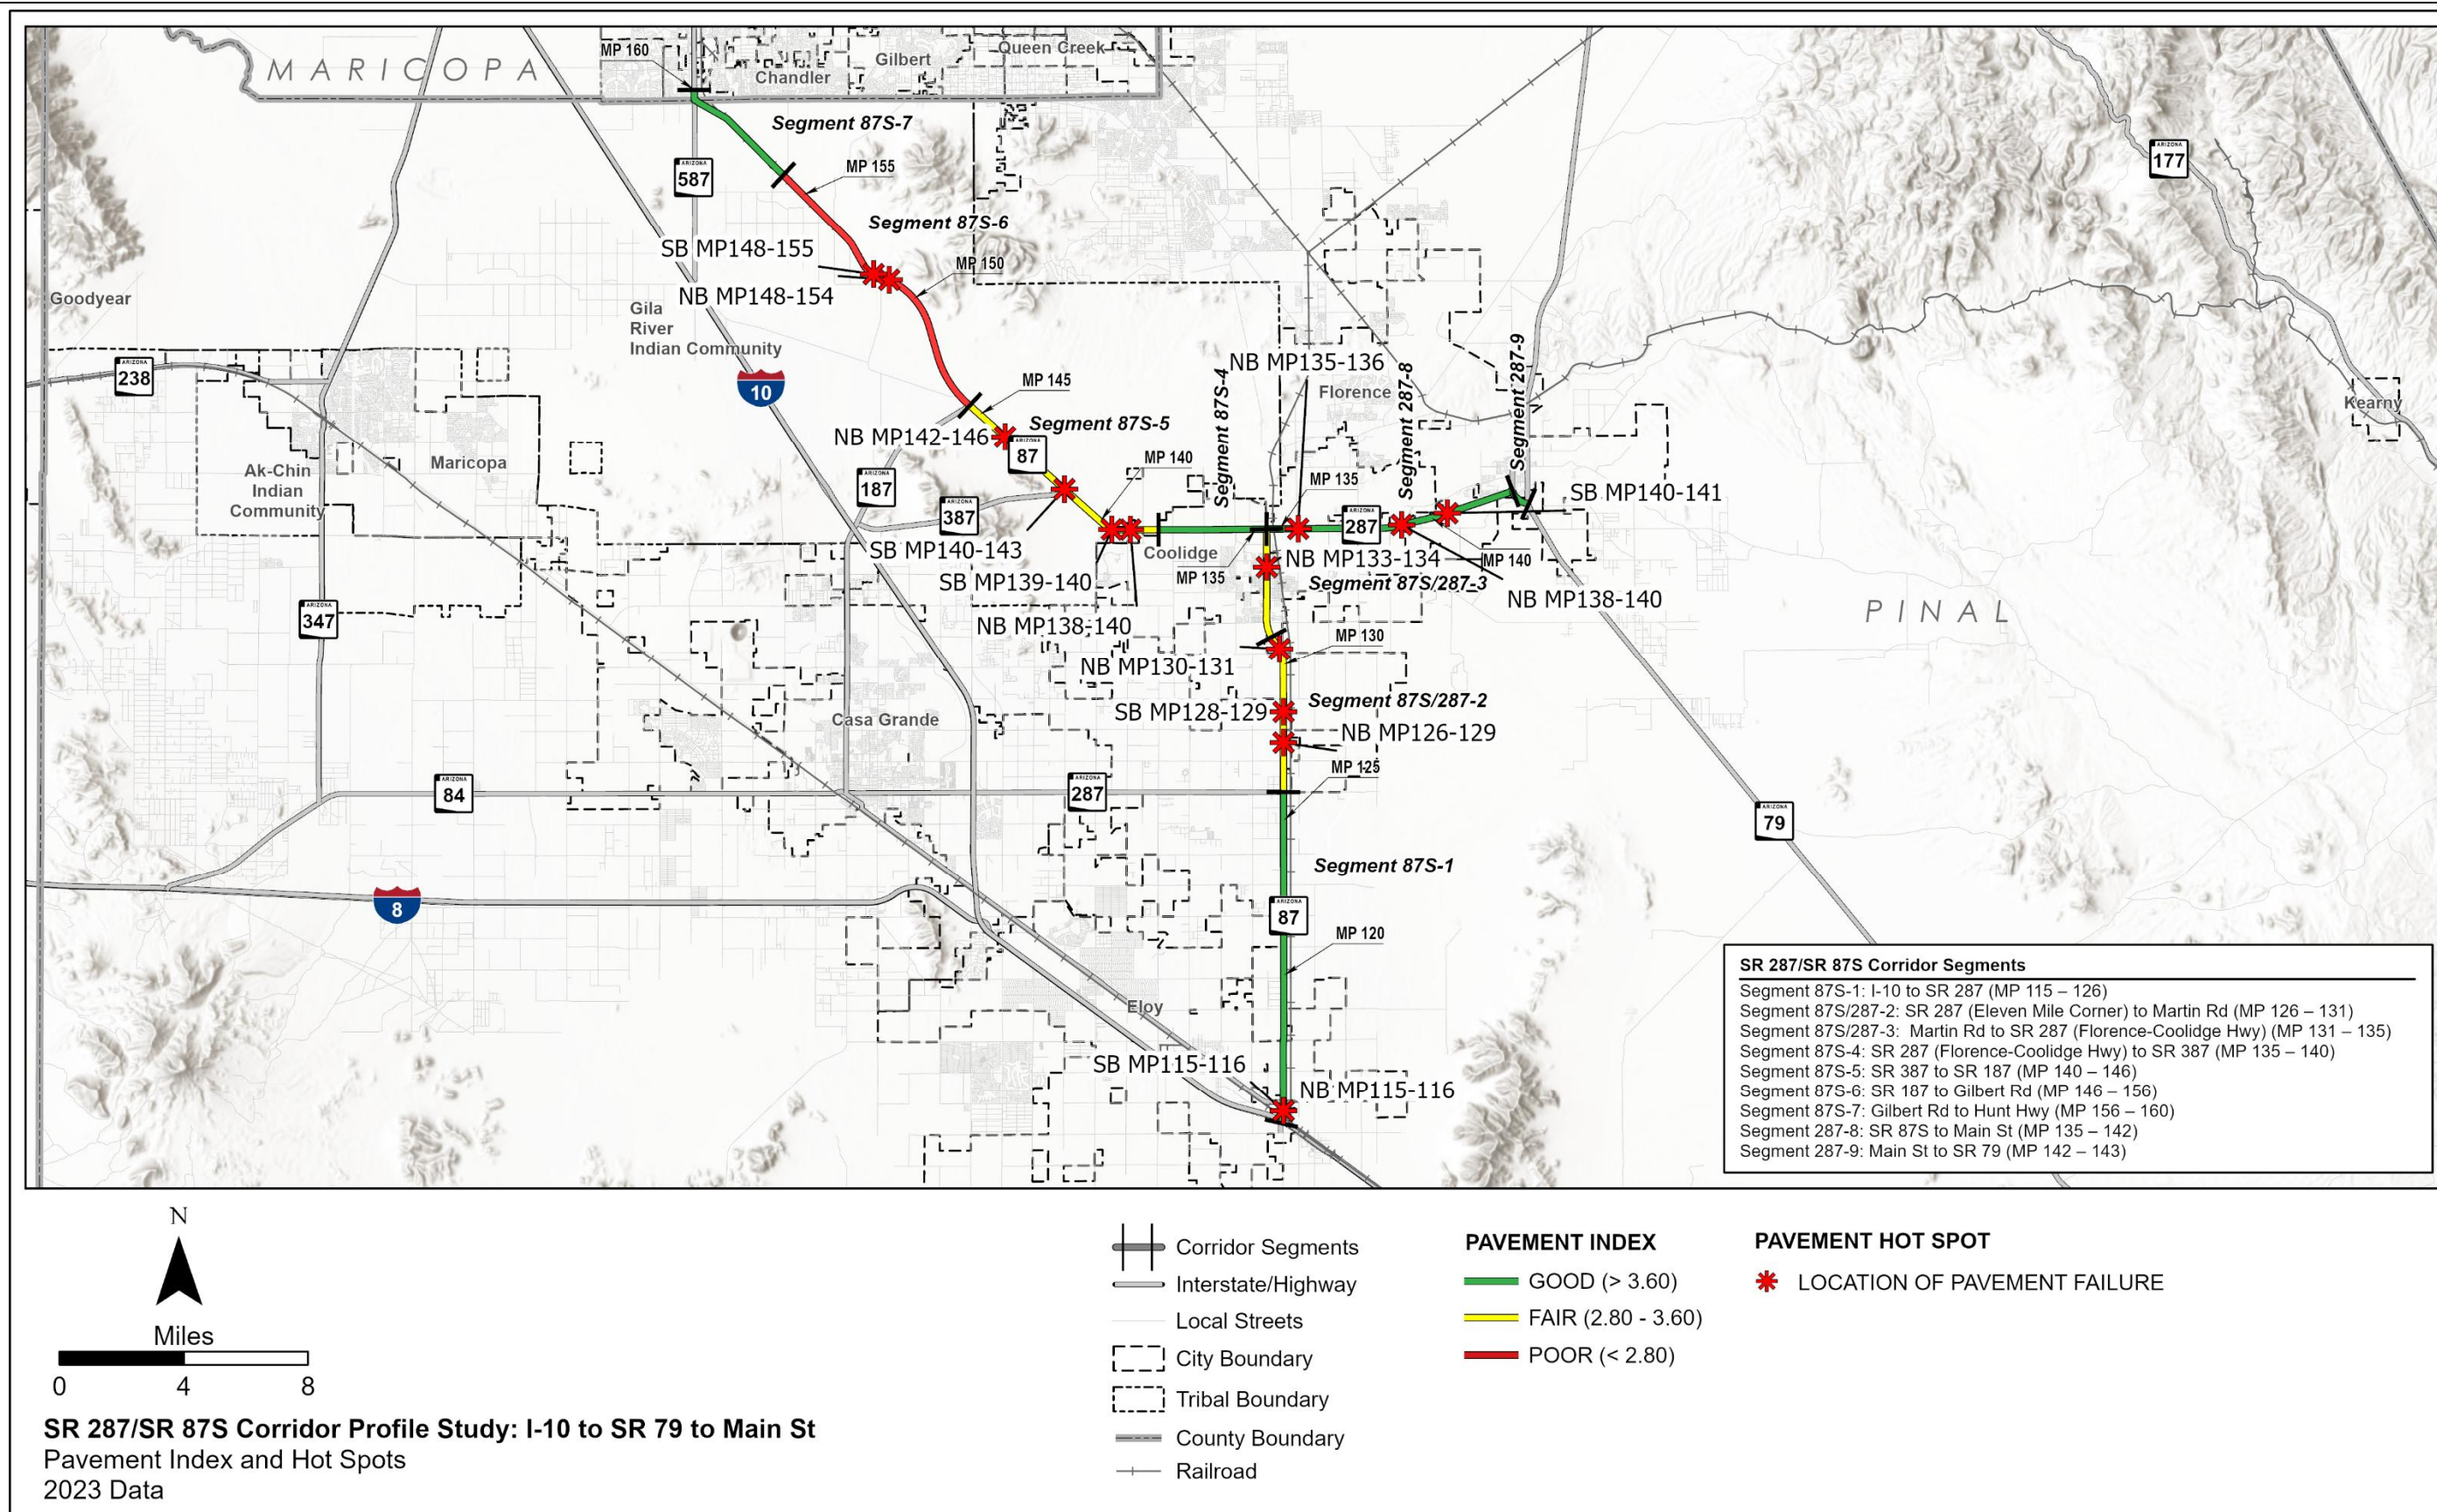 MP 160
Queen Creek
Gilbert
Chandler
MARICOPA
Segment 87S-7
ARIZONA
177
MP 155
ARIZONA
587
Segment 87S-6
SB MP148-155
MP 150
NB MP148-154
Goodyear
Gila
River
Indian Community
NB MP135-136
ARIZONA
238
10
MP 145
Segment 87S-4
Florence
Segment 287-8
Segment 287-9
Kearny
Segment 87S-5
NB MP142-146
ARIZONA
87
MP 140
Maricopa
Ak-Chin
Indian
Community
ARIZONA
187
MP 135
SB MP140-141
ARIZONA
387
ARIZONA
287
SB MP140-143
Coolidge
NB MP133-134
MP 140
SB MP139-140
MP 135
Segment 87S/287-3
NB MP138-140
PINAL
ARIZONA
347
NB MP138-140
MP 130
NB MP130-131
Segment 87S/287-2
SB MP128-129
Casa Grande
NB MP126-129
MP 125
ARIZONA
84
ARIZONA
287
ARIZONA
79
Segment 87S-1
8
ARIZONA
87
MP 120
Eloy
SB MP115-116
NB MP115-116
SR 287/SR 87S Corridor Segments
Segment 87S-1: I-10 to SR 287 (MP 115 – 126)
Segment 87S/287-2: SR 287 (Eleven Mile Corner) to Martin Rd (MP 126 – 131)
Segment 87S/287-3: Martin Rd to SR 287 (Florence-Coolidge Hwy) (MP 131 – 135)
Segment 87S-4: SR 287 (Florence-Coolidge Hwy) to SR 387 (MP 135 – 140)
Segment 87S-5: SR 387 to SR 187 (MP 140 – 146)
Segment 87S-6: SR 187 to Gilbert Rd (MP 146 – 156)
Segment 87S-7: Gilbert Rd to Hunt Hwy (MP 156 – 160)
Segment 287-8: SR 87S to Main St (MP 135 – 142)
Segment 287-9: Main St to SR 79 (MP 142 – 143)
N
Miles
0 4 8
SR 287/SR 87S Corridor Profile Study: I-10 to SR 79 to Main St
Pavement Index and Hot Spots
2023 Data
Corridor Segments
Interstate/Highway
Local Streets
City Boundary
Tribal Boundary
County Boundary
Railroad
PAVEMENT INDEX
GOOD (> 3.60)
FAIR (2.80 - 3.60)
POOR (< 2.80)
PAVEMENT HOT SPOT
LOCATION OF PAVEMENT FAILURE